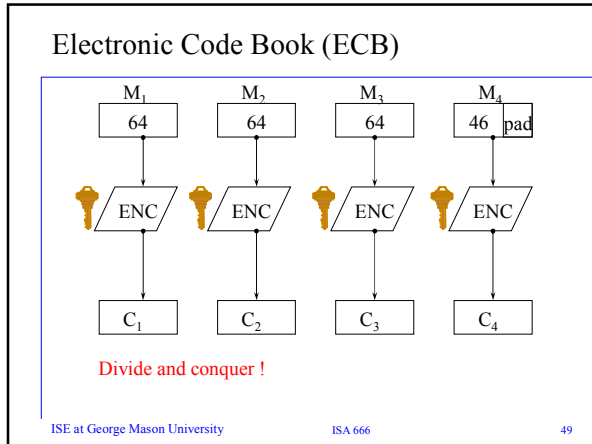 Electronic Code Book (ECB)
M1 M2 M3 M4
64 64 64 46 pad
ENC ENC ENC ENC
C1 C2 C3 C4
Divide and conquer !
ISE at George Mason University ISA 666 49